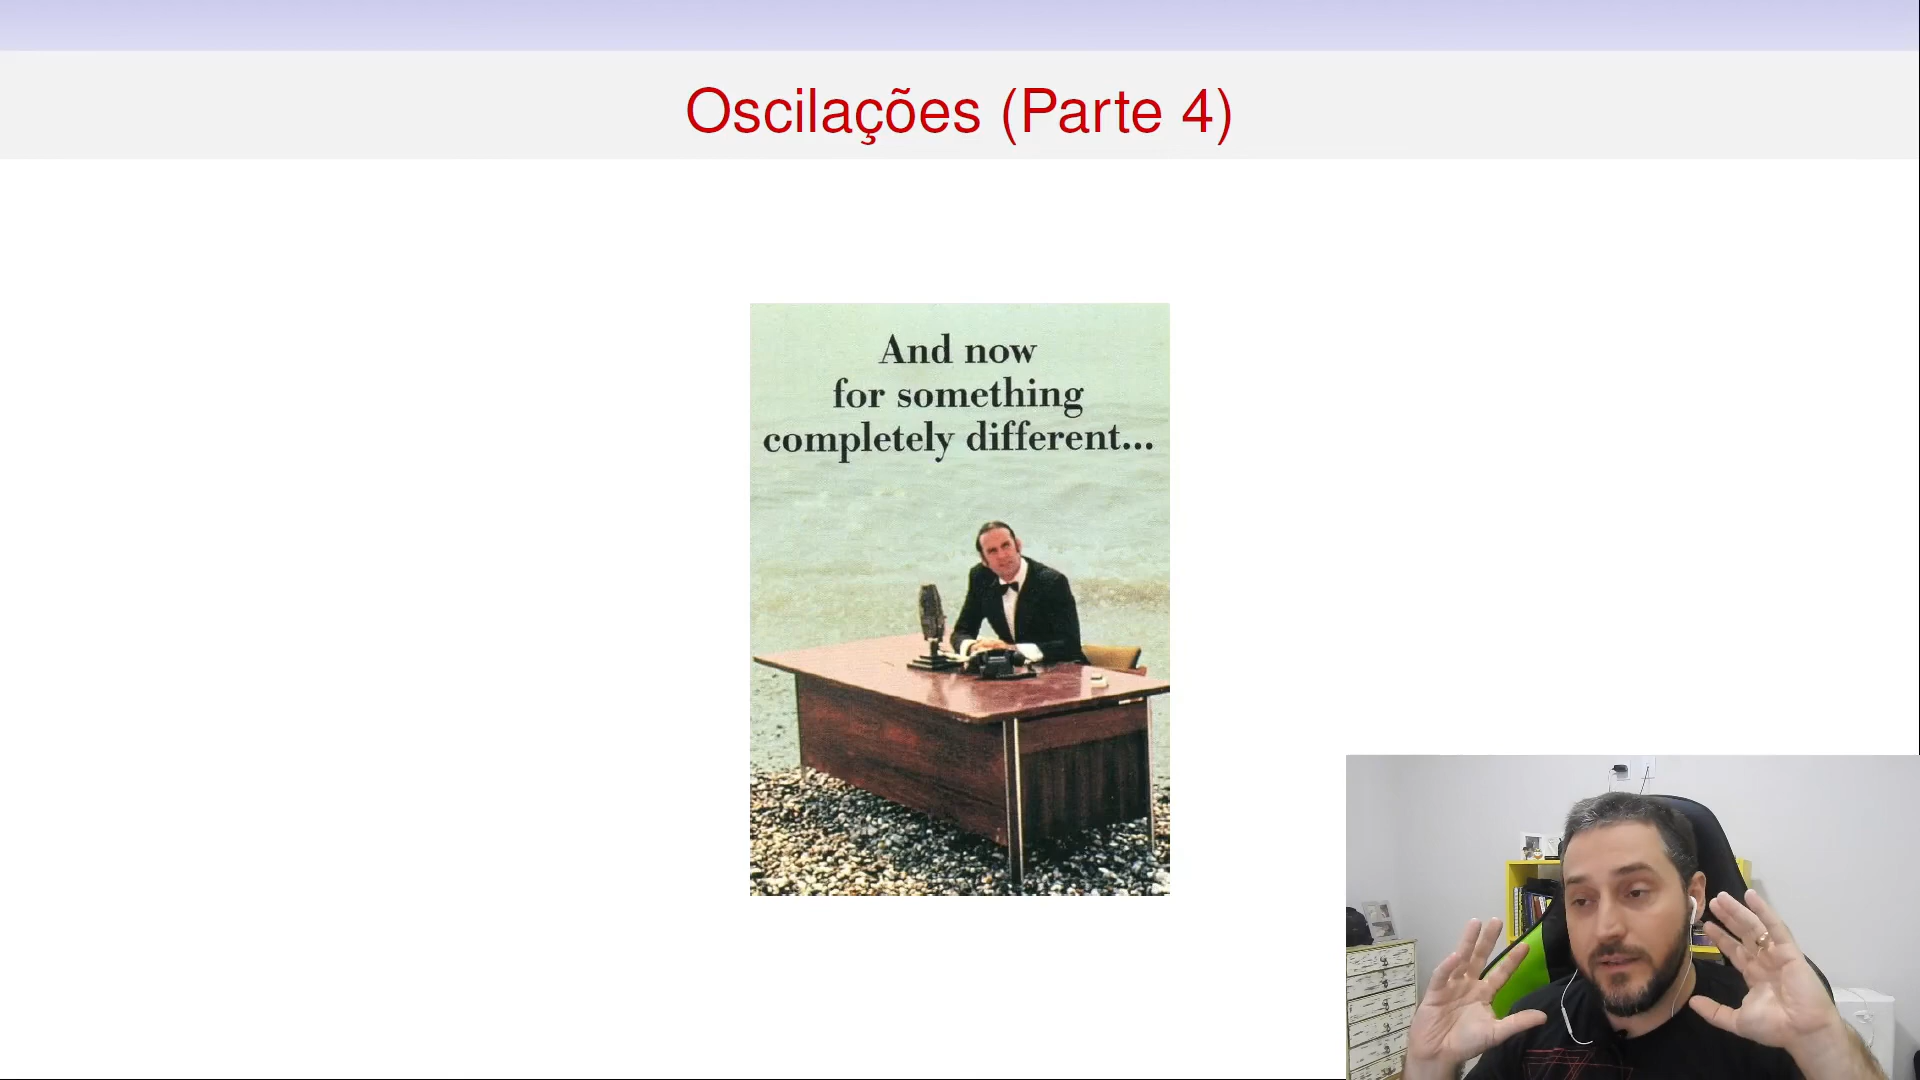 Oscilações (Parte 4)
And now
for something
completely different...